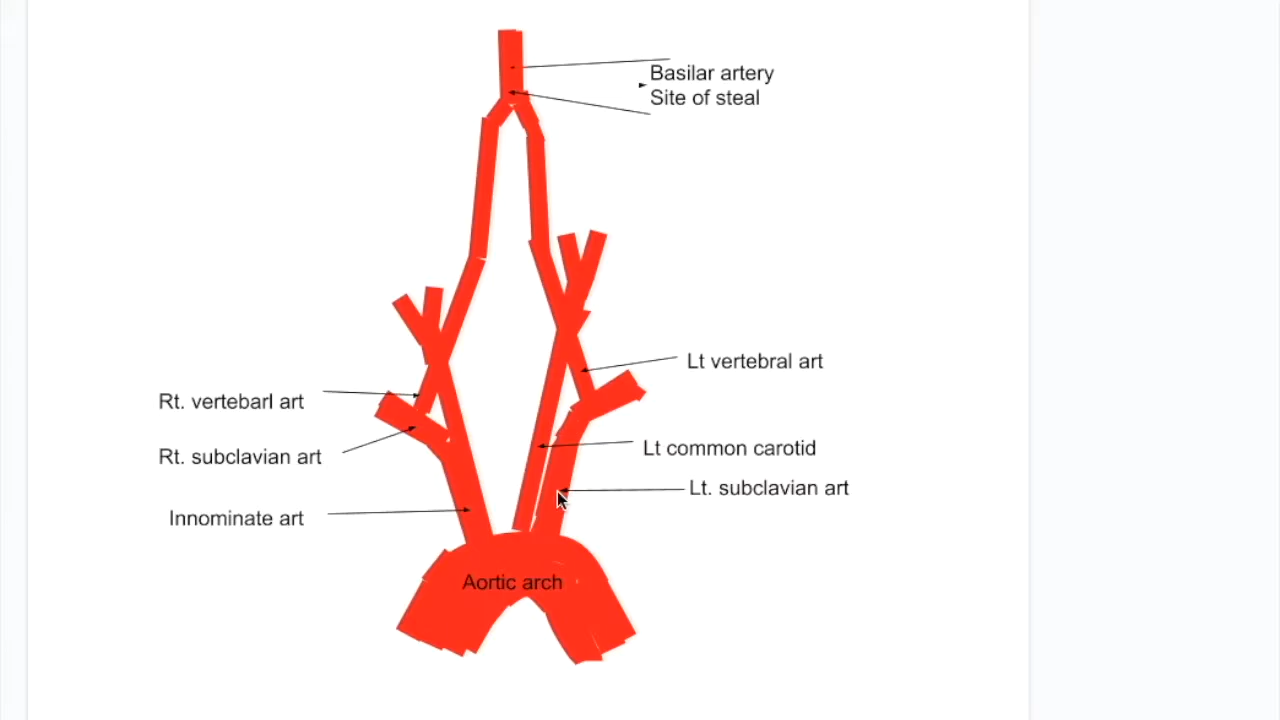 Basilar artery
Site of steal
Lt vertebral art
Rt. vertebarl art
Lt common carotid
Rt. subclavian art
Lt. subclavian art
Innominate art
Aortic arch